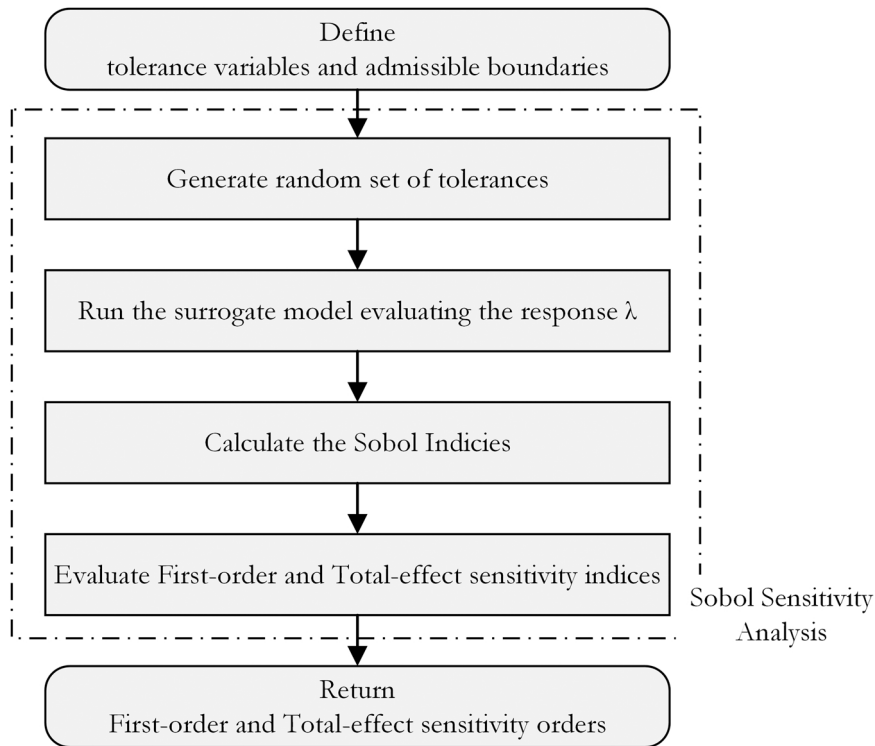 Define
tolerance variables and admissible boundaries
Generate random set of tolerances
Run the surrogate model evaluating the response λ
Calculate the Sobol Indicies
Evaluate First-order and Total-effect sensitivity indices
Sobol Sensitivity
Analysis
Return
First-order and Total-effect sensitivity orders